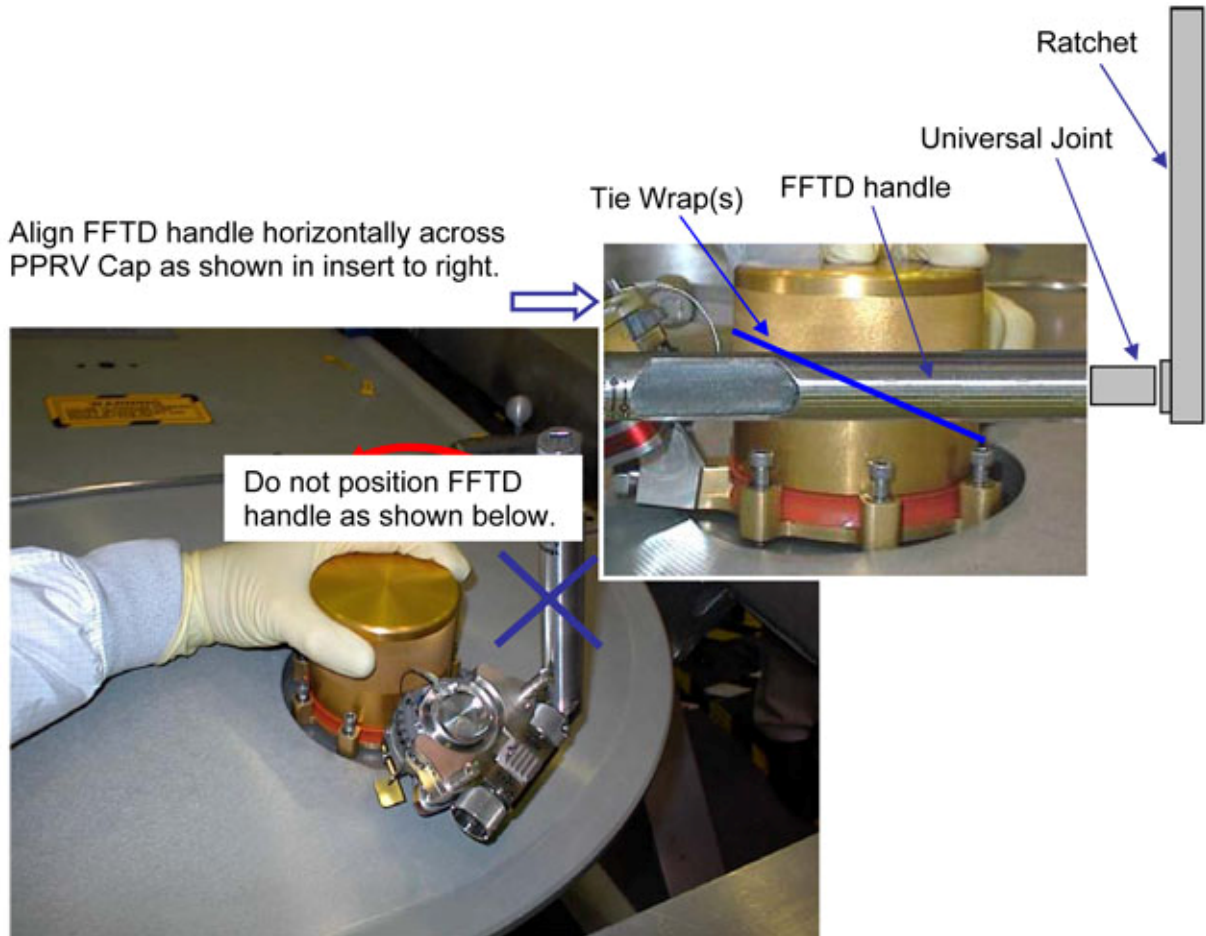 Ratchet
Universal Joint
Tie Wrap(s)
FFTD handle
Align FFTD handle horizontally across
PPRV Cap as shown in insert to right.
Do not position FFTD
handle as shown below.
WARNING